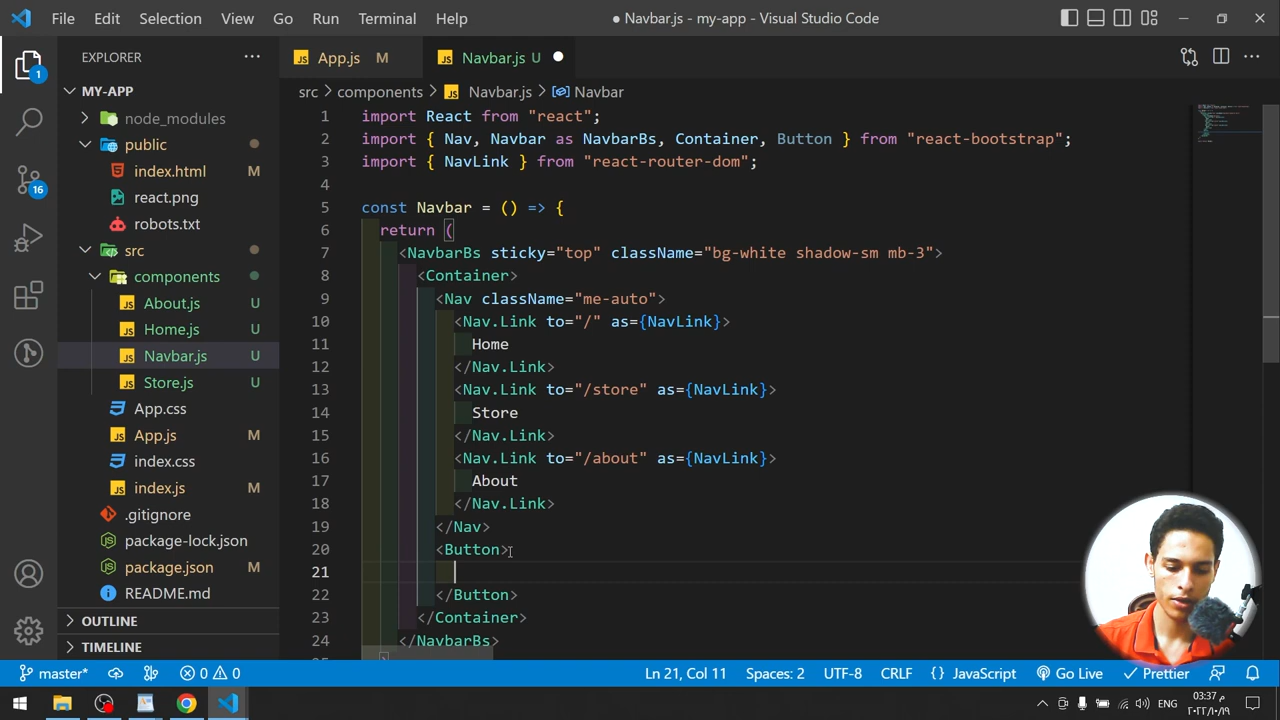 File Edit Selection View Go Run Terminal Help ● Navbar.js - my-app - Visual Studio Code
EXPLORER
App.js M
Navbar.js U
MY-APP
node_modules
public
index.html M
react.png
robots.txt
src
components
About.js U
Home.js U
Navbar.js U
Store.js U
App.css
App.js M
index.css
index.js M
.gitignore
package-lock.json
package.json M
README.md
OUTLINE
TIMELINE
1
16
src > components > Navbar.js > Navbar
1 import React from "react";
2 import { Nav, Navbar as NavbarBs, Container, Button } from "react-bootstrap";
3 import { NavLink } from "react-router-dom";
4
5 const Navbar = () => {
6 return (
7 <NavbarBs sticky="top" className="bg-white shadow-sm mb-3">
8 <Container>
9 <Nav className="me-auto">
10 <Nav.Link to="/" as={NavLink}>
11 Home
12 </Nav.Link>
13 <Nav.Link to="/store" as={NavLink}>
14 Store
15 </Nav.Link>
16 <Nav.Link to="/about" as={NavLink}>
17 About
18 </Nav.Link>
19 </Nav>
20 <Button>
21
22 </Button>
23 </Container>
24 </NavbarBs>
master* 0 0 Ln 21, Col 11 Spaces: 2 UTF-8 CRLF {} JavaScript Go Live Prettier
ENG
03:37 م